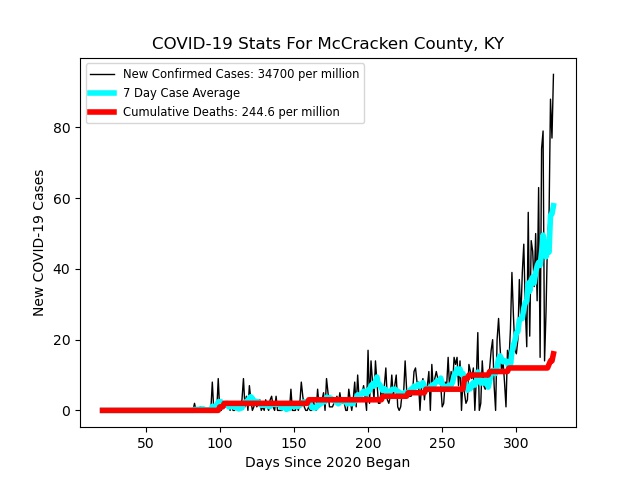 COVID-19 Stats For McCracken County, KY
New Confirmed Cases: 34700 per million
7 Day Case Average
Cumulative Deaths: 244.6 per million
New COVID-19 Cases
80
60
40
20
0
50 100 150 200 250 300
Days Since 2020 Began